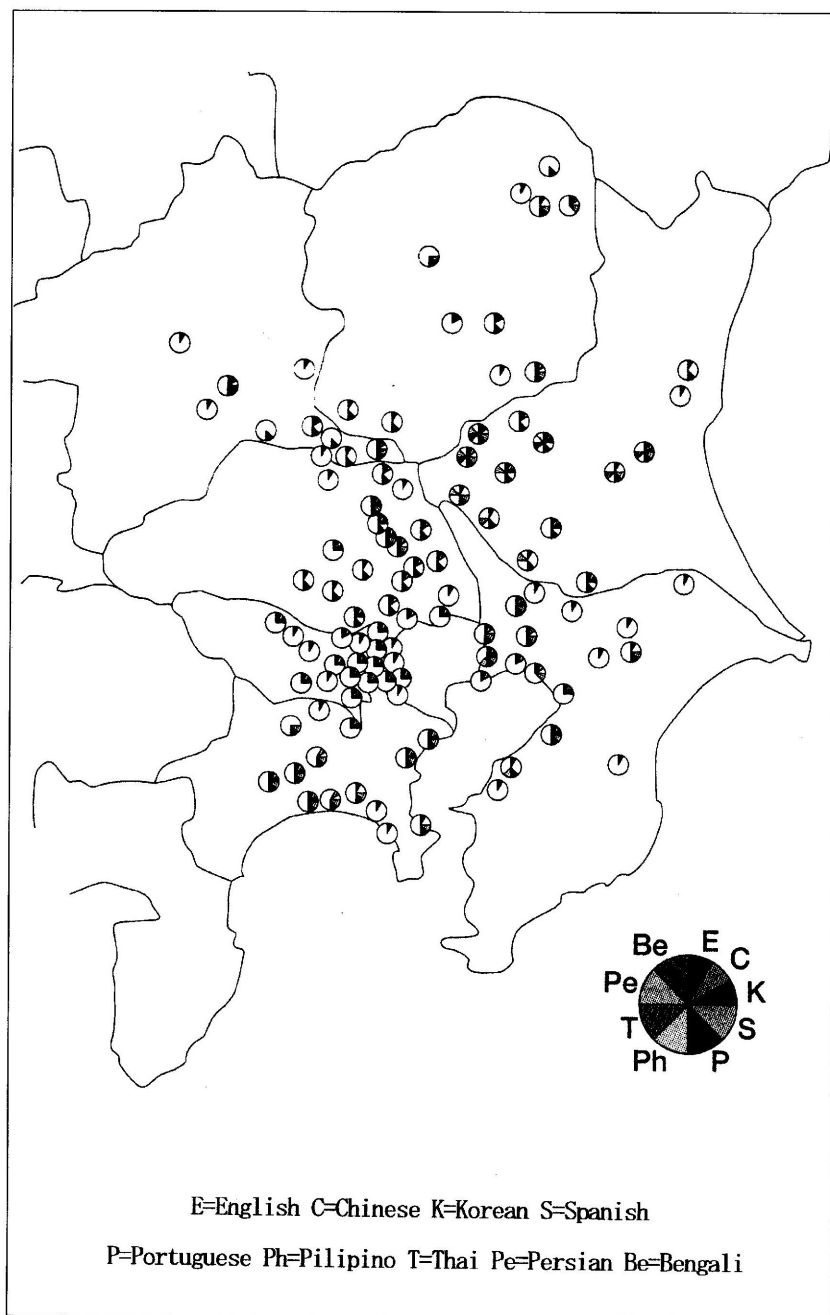 Be E
Pe C
K
T S
Ph P
E=English C=Chinese K=Korean S=Spanish
P=Portuguese Ph=Pilipino T=Thai Pe=Persian Be=Bengali